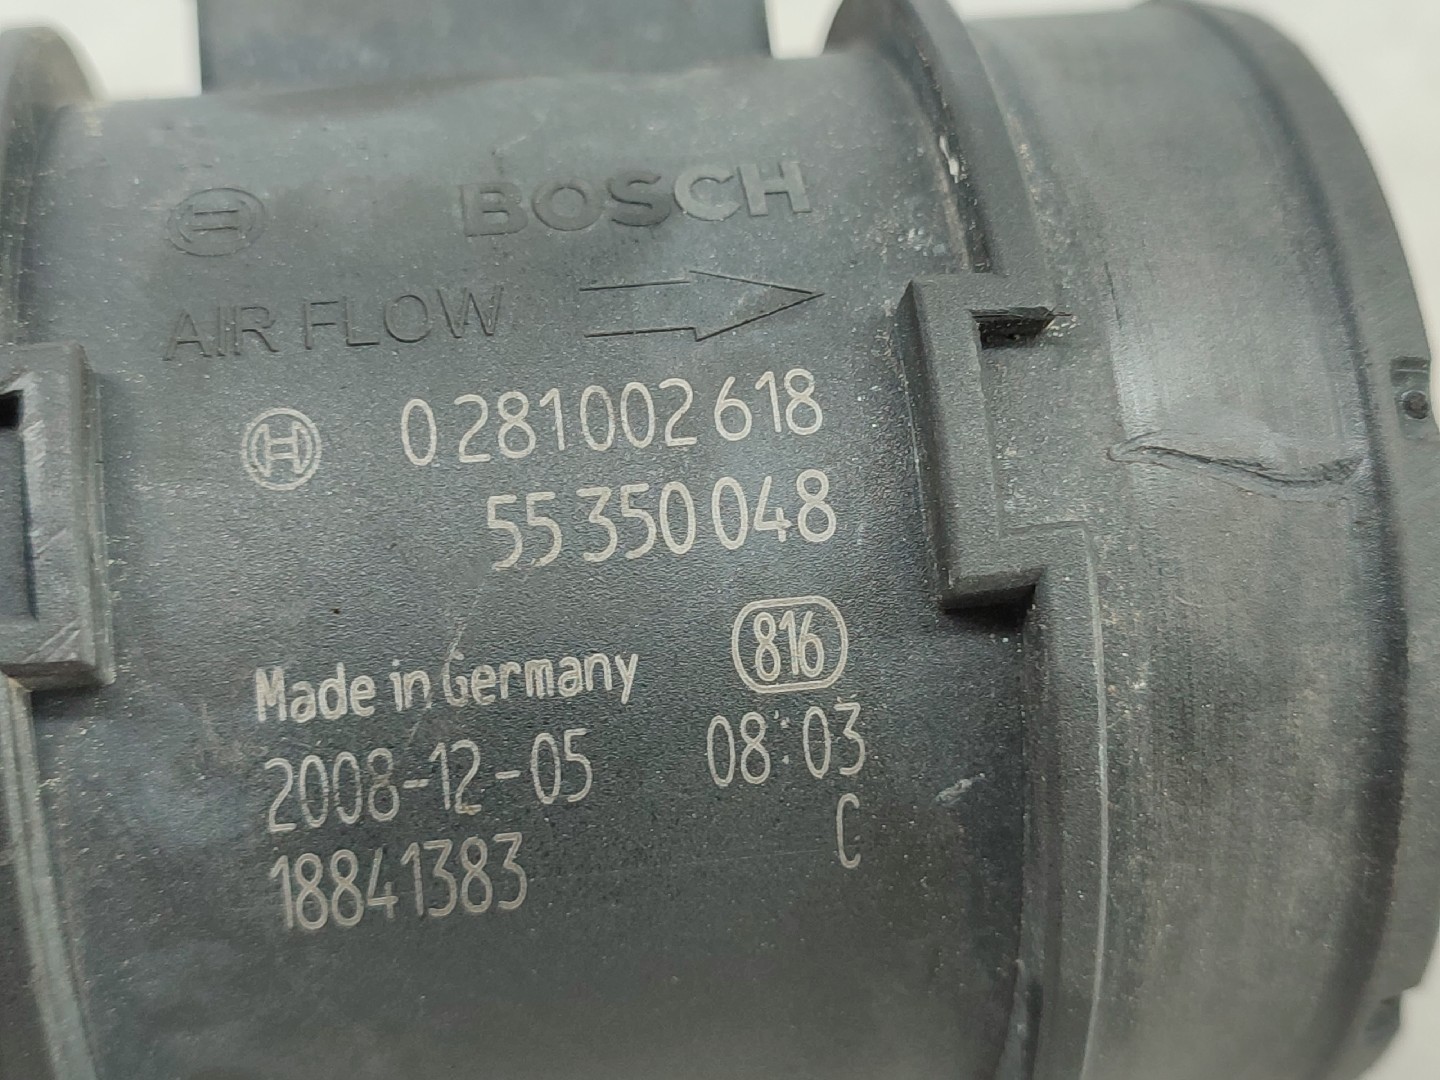 BOSCH
AIR FLOW
0 281 002 618
55 350 048
816
Made in Germany
2008-12-05 08:03
18841383 C